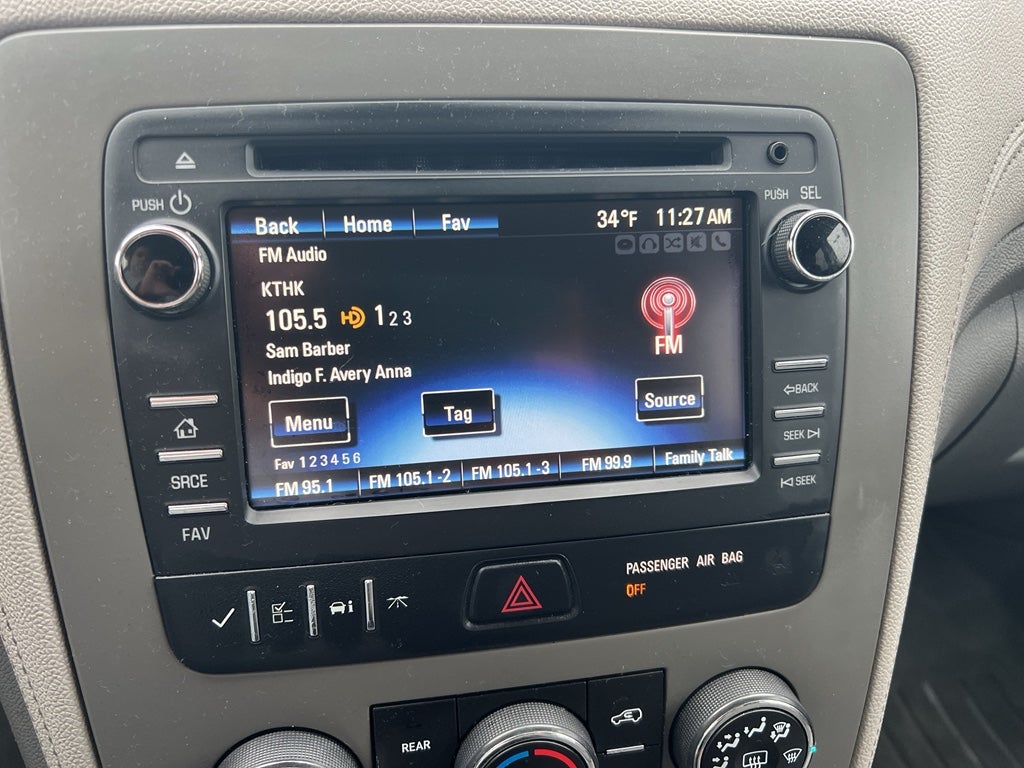 PUSH
PUSH SEL
Back Home Fav 34°F 11:27 AM
FM Audio
KTHK
105.5 HD 1 2 3
FM
Sam Barber
Indigo F. Avery Anna
Menu Tag Source
Fav 1 2 3 4 5 6
FM 95.1 FM 105.1 -2 FM 105.1 -3 FM 99.9 Family Talk
SRCE
FAV
BACK
SEEK
SEEK
PASSENGER AIR BAG
OFF
REAR